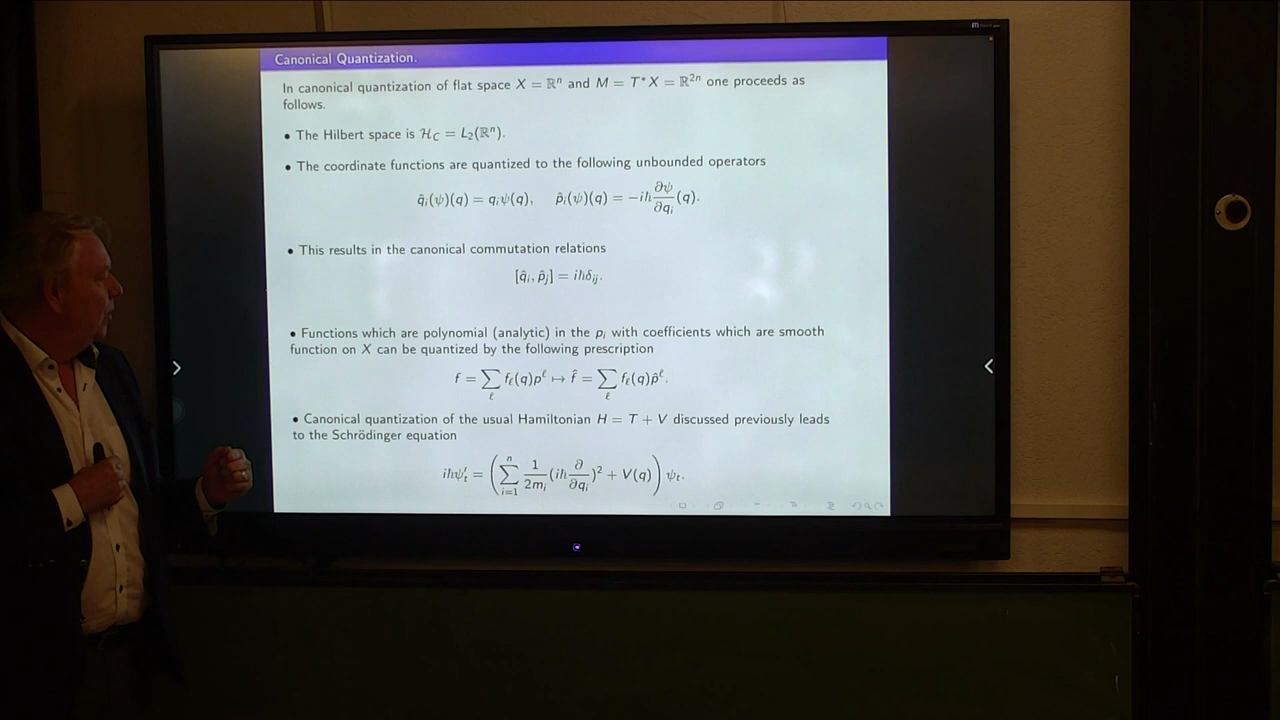 Canonical Quantization.
In canonical quantization of flat space X = ℝⁿ and M = T*X = ℝ²ⁿ one proceeds as
follows.
• The Hilbert space is ℋ_C = L₂(ℝⁿ).
• The coordinate functions are quantized to the following unbounded operators
q̂ᵢ(ψ)(q) = qᵢψ(q), p̂ᵢ(ψ)(q) = −iℏ ∂ψ/∂qᵢ (q).
• This results in the canonical commutation relations
[q̂ᵢ, p̂ⱼ] = iℏδᵢⱼ.
• Functions which are polynomial (analytic) in the pᵢ with coefficients which are smooth
function on X can be quantized by the following prescription
f = ∑_ℓ f_ℓ(q)p^ℓ ↦ f̂ = ∑_ℓ f_ℓ(q)p̂^ℓ.
• Canonical quantization of the usual Hamiltonian H = T + V discussed previously leads
to the Schrödinger equation
iℏψ′ₜ = (∑_{i=1}^{n} 1/2mᵢ (iℏ ∂/∂qᵢ)² + V(q)) ψₜ.